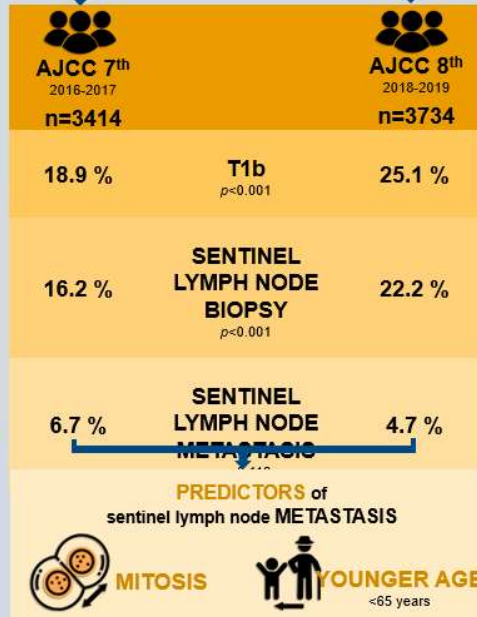 AJCC 7th AJCC 8th
2016-2017 2018-2019
n=3414 n=3734
18.9 % T1b 25.1 %
p<0.001
SENTINEL
16.2 % LYMPH NODE 22.2 %
BIOPSY
p<0.001
SENTINEL
6.7 % LYMPH NODE 4.7 %
METASTASIS
PREDICTORS of
sentinel lymph node METASTASIS
MITOSIS YOUNGER AGE
<65 years